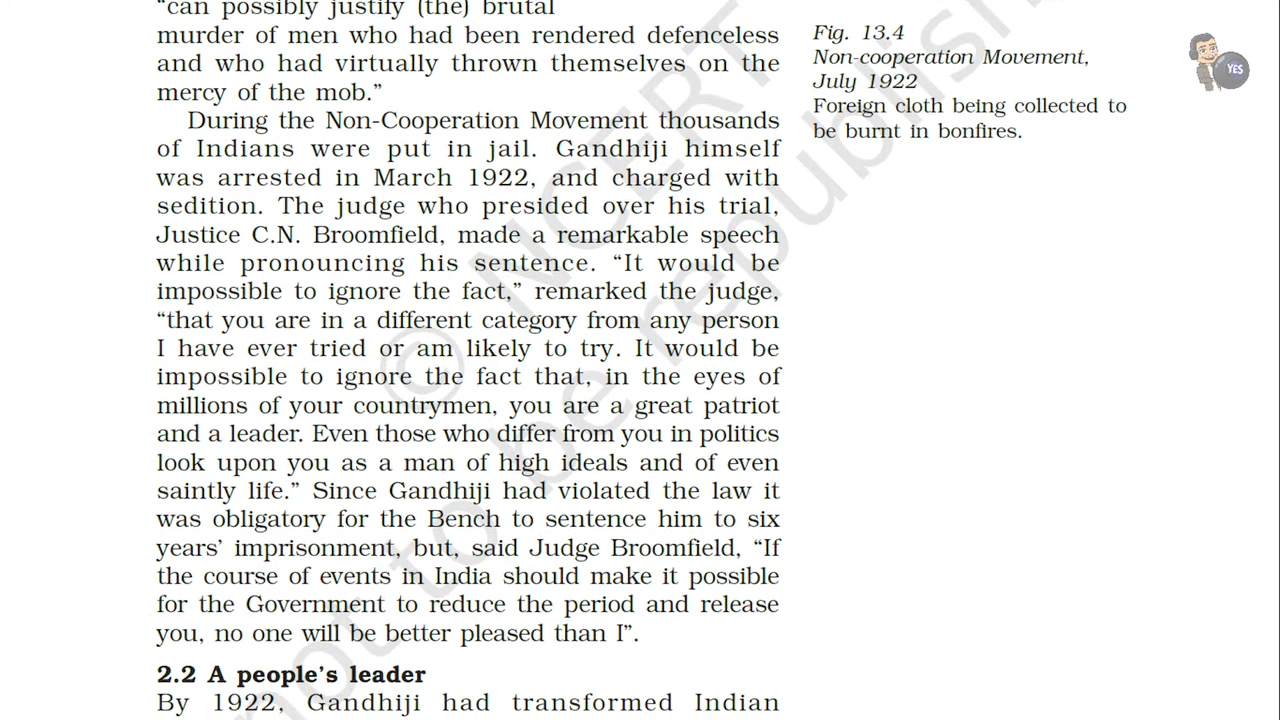 “can possibly justify (the) brutal
murder of men who had been rendered defenceless
and who had virtually thrown themselves on the
mercy of the mob.”
During the Non-Cooperation Movement thousands
of Indians were put in jail. Gandhiji himself
was arrested in March 1922, and charged with
sedition. The judge who presided over his trial,
Justice C.N. Broomfield, made a remarkable speech
while pronouncing his sentence. “It would be
impossible to ignore the fact,” remarked the judge,
“that you are in a different category from any person
I have ever tried or am likely to try. It would be
impossible to ignore the fact that, in the eyes of
millions of your countrymen, you are a great patriot
and a leader. Even those who differ from you in politics
look upon you as a man of high ideals and of even
saintly life.” Since Gandhiji had violated the law it
was obligatory for the Bench to sentence him to six
years’ imprisonment, but, said Judge Broomfield, “If
the course of events in India should make it possible
for the Government to reduce the period and release
you, no one will be better pleased than I”.
2.2 A people’s leader
By 1922, Gandhiji had transformed Indian
Fig. 13.4
Non-cooperation Movement,
July 1922
Foreign cloth being collected to
be burnt in bonfires.
YES
© NCERT
not to be republish